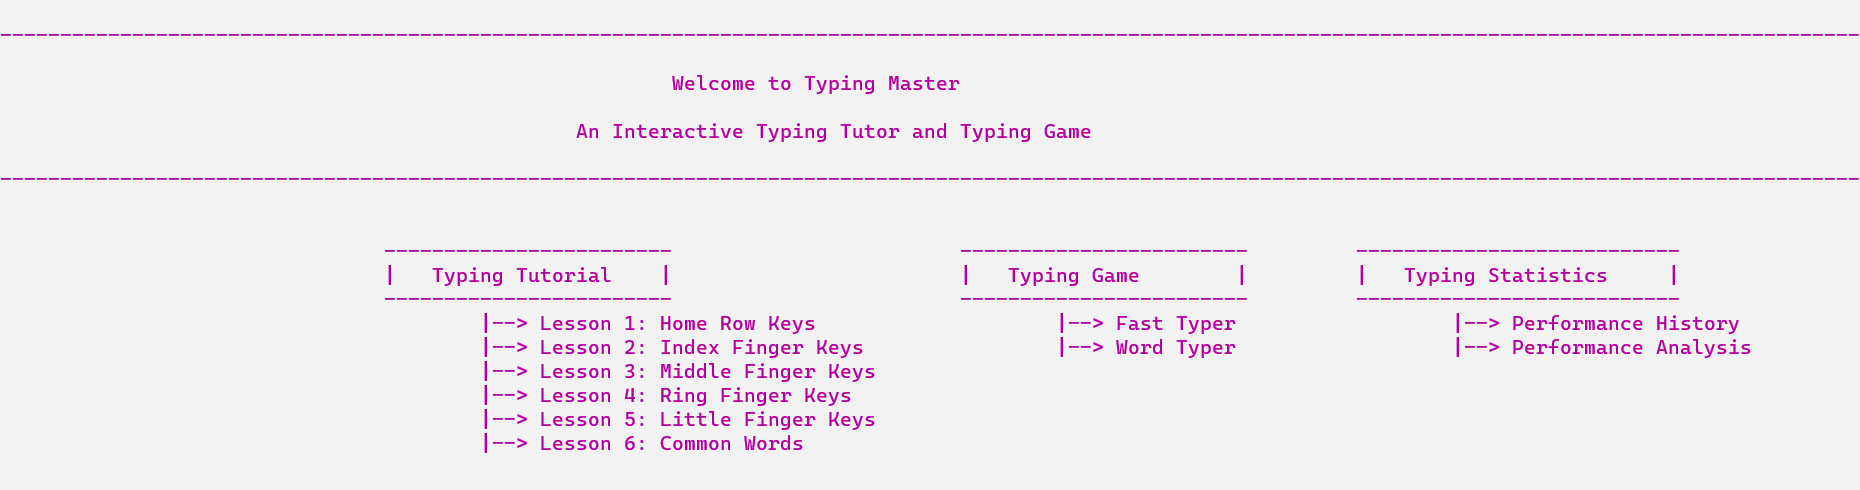 Welcome to Typing Master
An Interactive Typing Tutor and Typing Game
Typing Tutorial
|--> Lesson 1: Home Row Keys
|--> Lesson 2: Index Finger Keys
|--> Lesson 3: Middle Finger Keys
|--> Lesson 4: Ring Finger Keys
|--> Lesson 5: Little Finger Keys
|--> Lesson 6: Common Words
Typing Game
|--> Fast Typer
|--> Word Typer
Typing Statistics
|--> Performance History
|--> Performance Analysis